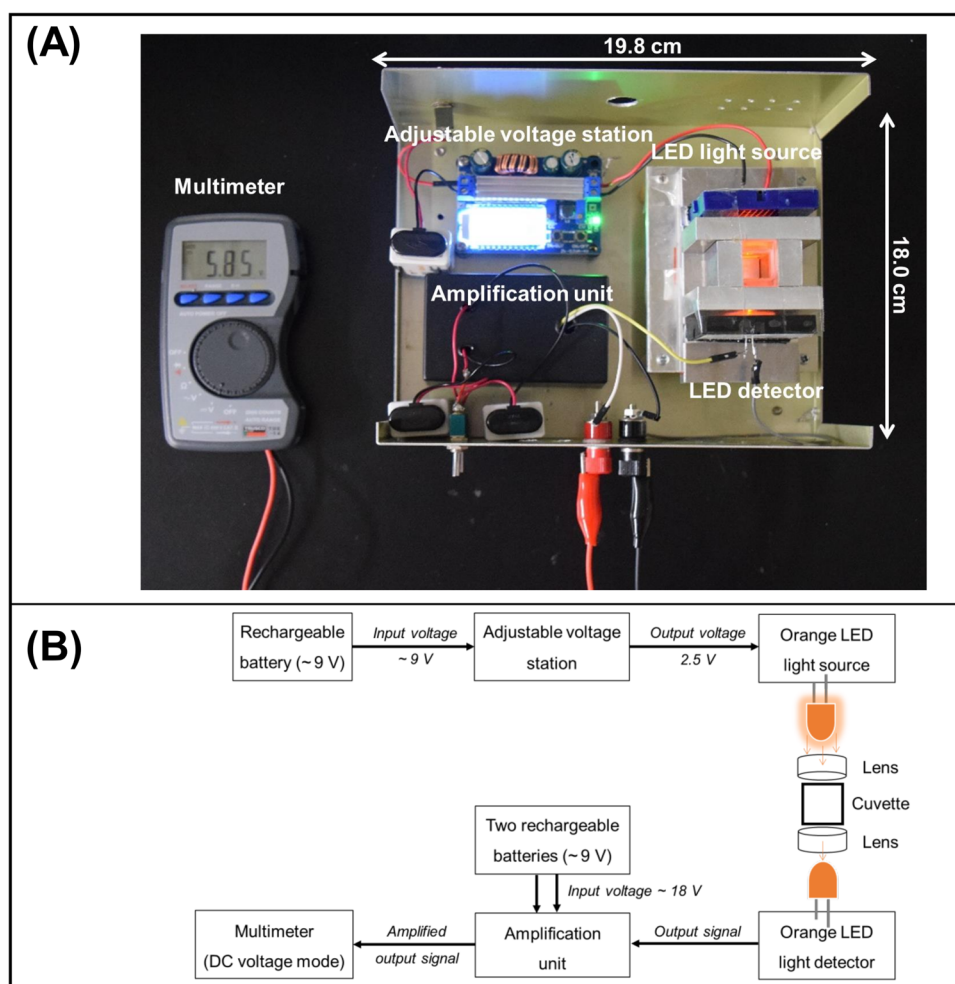 (A)
19.8 cm
Adjustable voltage station
LED light source
Multimeter
5.85
18.0 cm
Amplification unit
LED detector
OFF
(B)
Rechargeable
battery (~ 9 V)
Input voltage
~ 9 V
Adjustable voltage
station
Output voltage
2.5 V
Orange LED
light source
Lens
Cuvette
Lens
Two rechargeable
batteries (~ 9 V)
Input voltage ~ 18 V
Multimeter
(DC voltage mode)
Amplified
output signal
Amplification
unit
Output signal
Orange LED
light detector